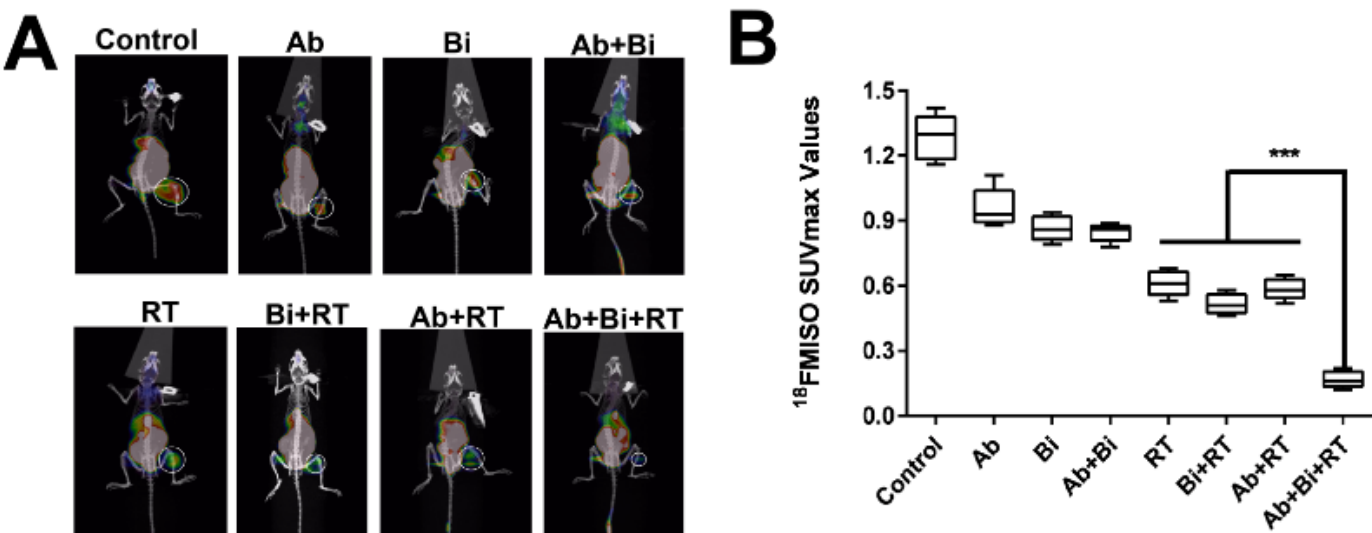 A
Control
Ab
Bi
Ab+Bi
RT
Bi+RT
Ab+RT
Ab+Bi+RT
B
¹⁸FMISO SUVmax Values
1.5
1.2
0.9
0.6
0.3
0.0
***
Control
Ab
Bi
Ab+Bi
RT
Bi+RT
Ab+RT
Ab+Bi+RT